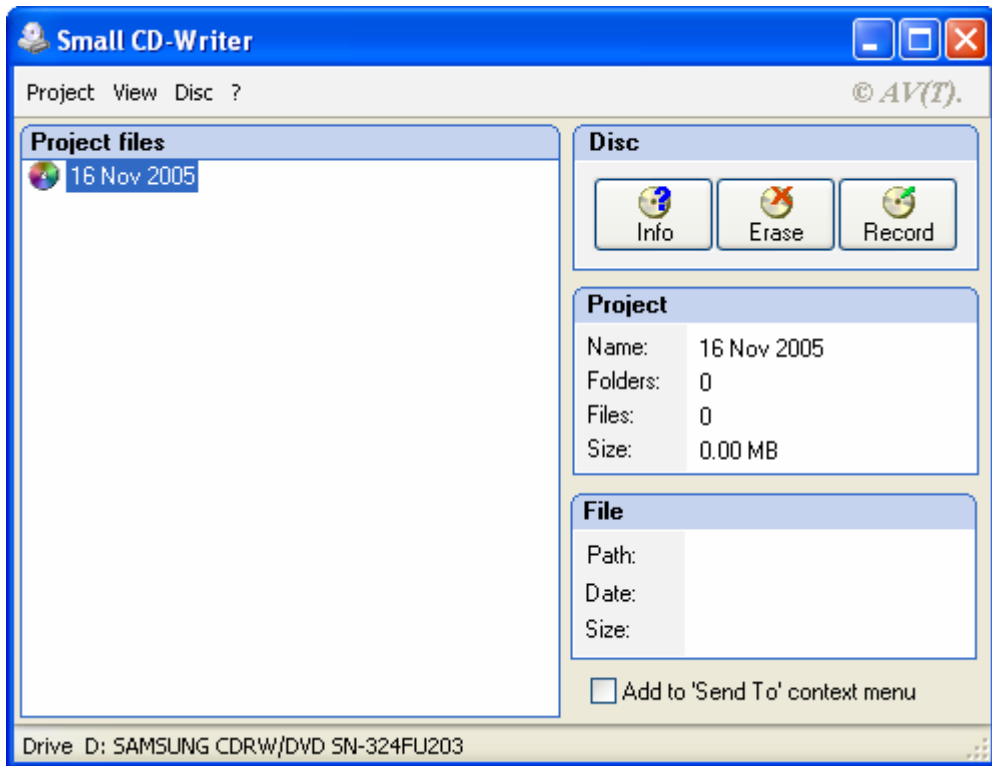 Small CD-Writer
Project View Disc ?
© AV(T).
Project files
16 Nov 2005
Disc
Info
Erase
Record
Project
Name: 16 Nov 2005
Folders: 0
Files: 0
Size: 0.00 MB
File
Path:
Date:
Size:
Add to 'Send To' context menu
Drive D: SAMSUNG CDRW/DVD SN-324FU203